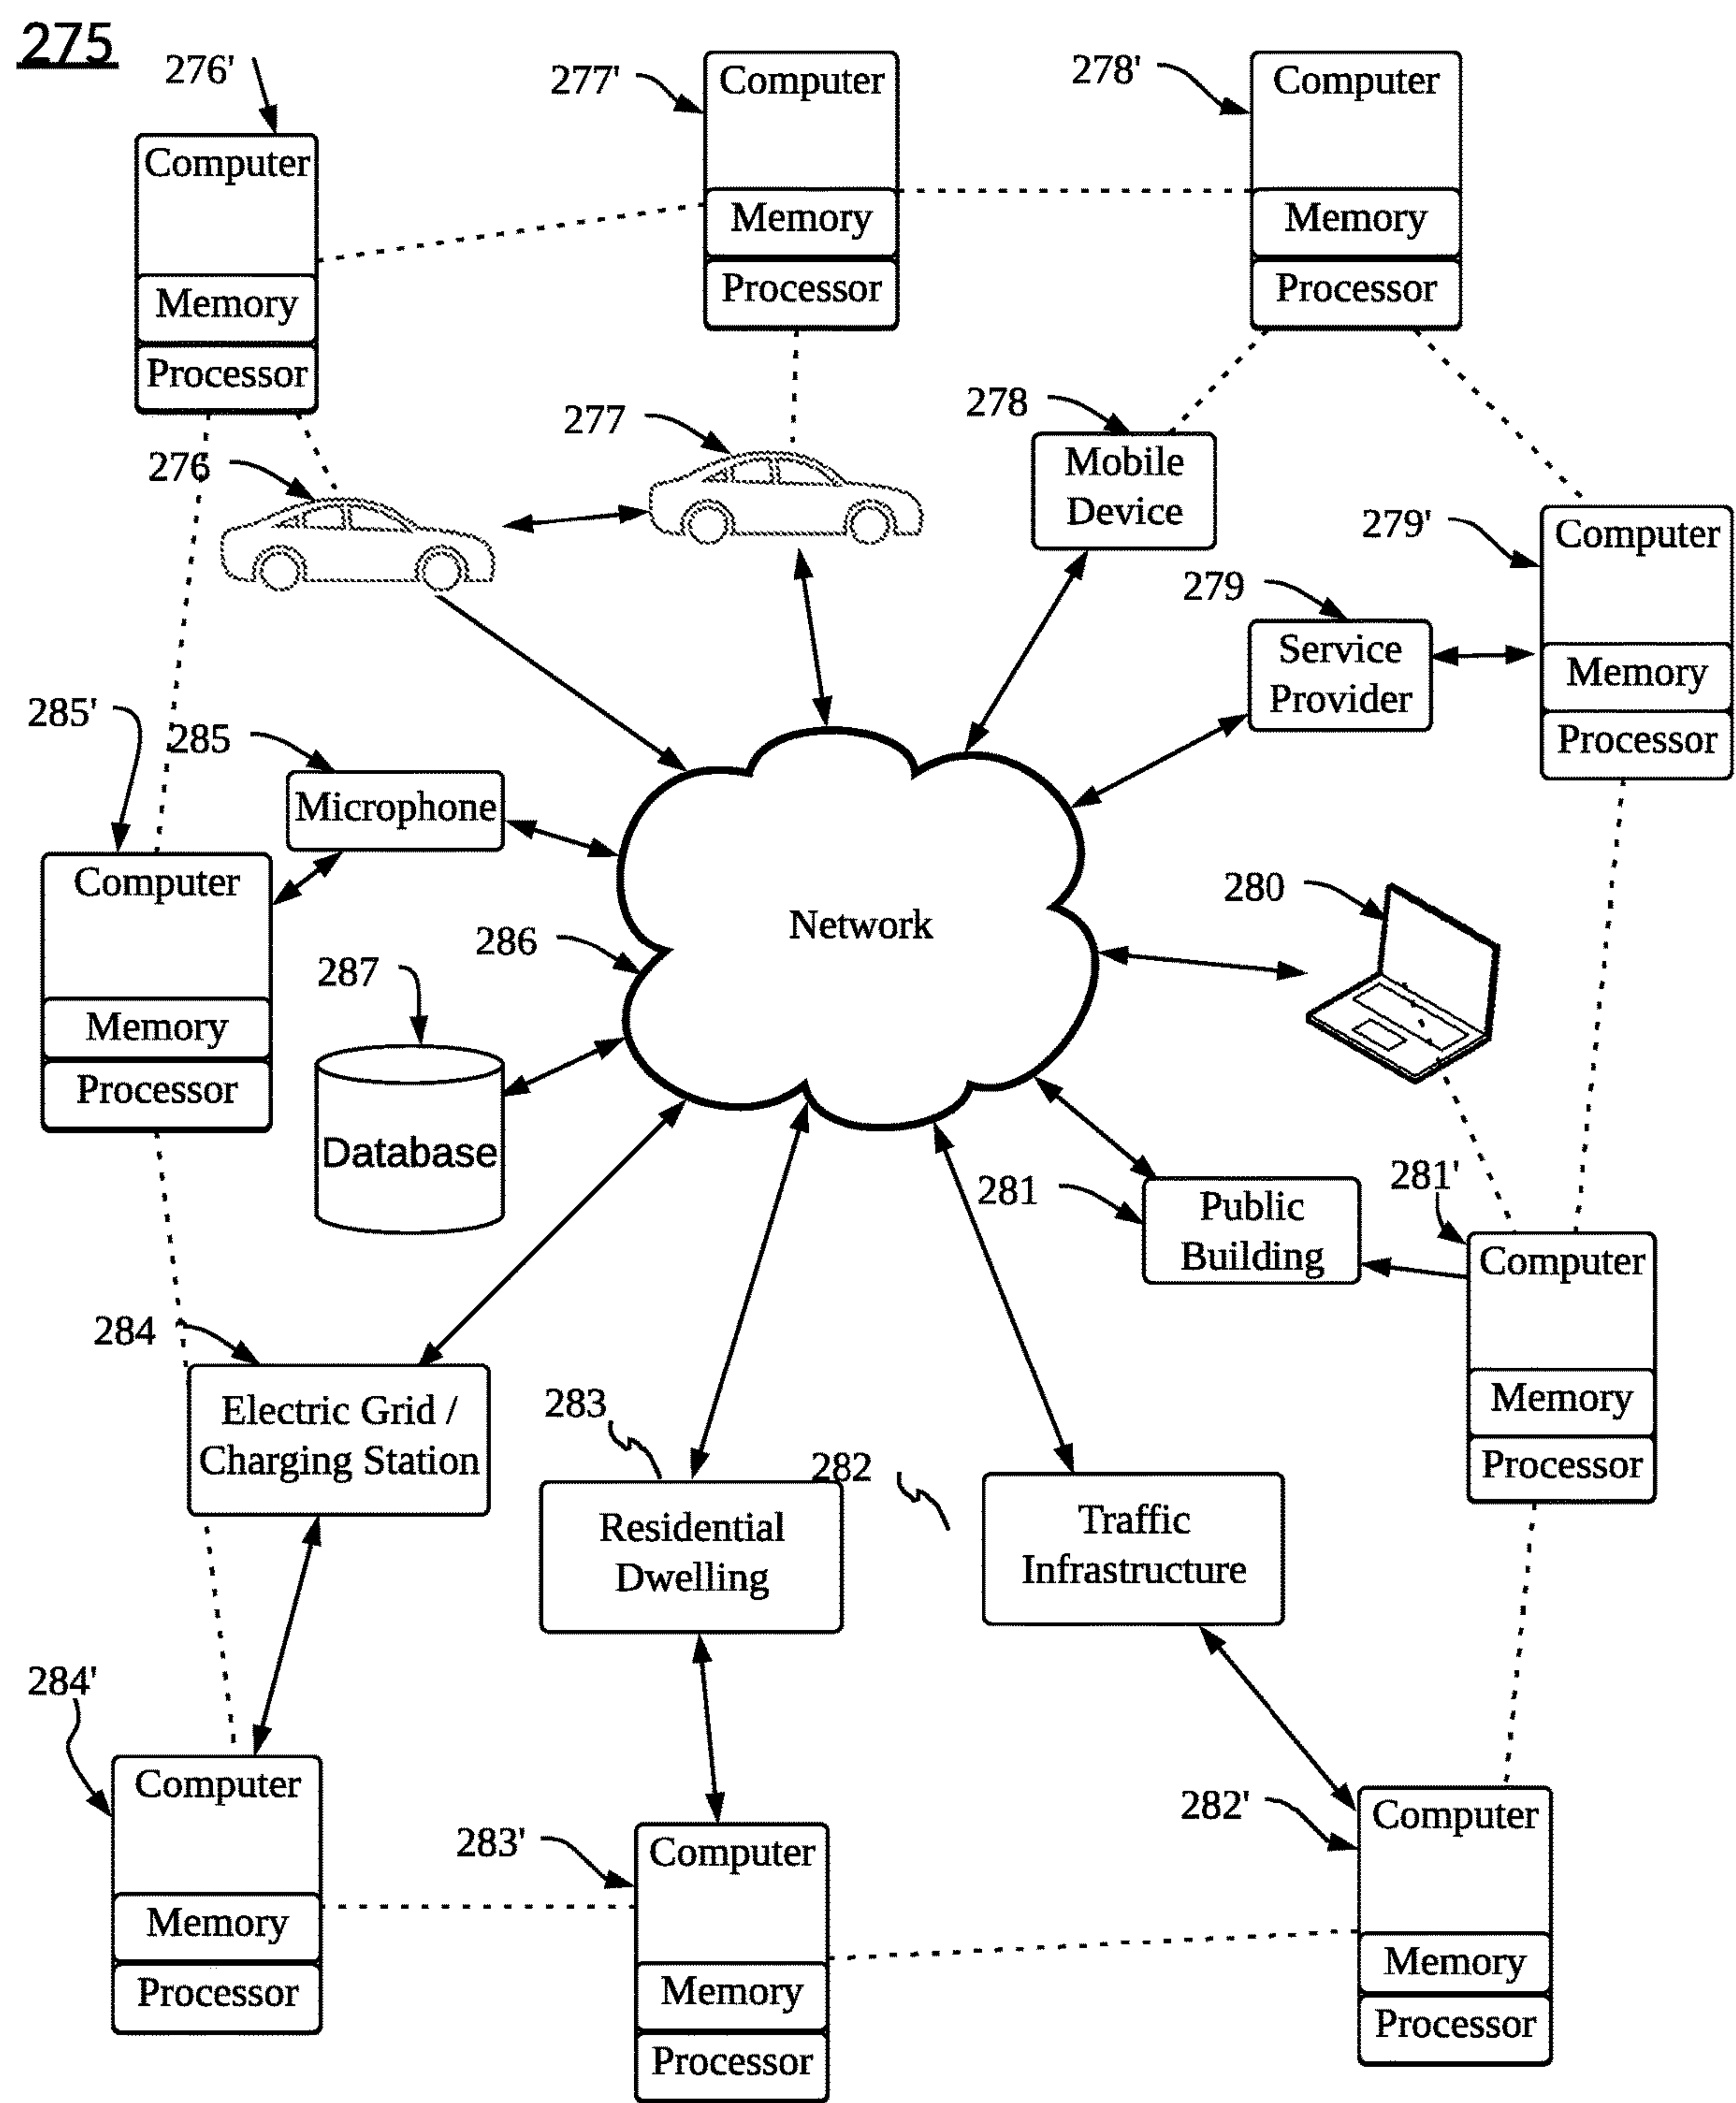 275
276'
277'
278'
Computer
Memory
Processor
Computer
Memory
Processor
Computer
Memory
Processor
276
277
278
Mobile
Device
279'
Computer
Memory
Processor
279
Service
Provider
285'
285
Microphone
Computer
Memory
Processor
286
Network
280
287
Database
281
Public
Building
281'
Computer
Memory
Processor
284
Electric Grid /
Charging Station
283
Residential
Dwelling
282
Traffic
Infrastructure
284'
Computer
Memory
Processor
283'
Computer
Memory
Processor
282'
Computer
Memory
Processor